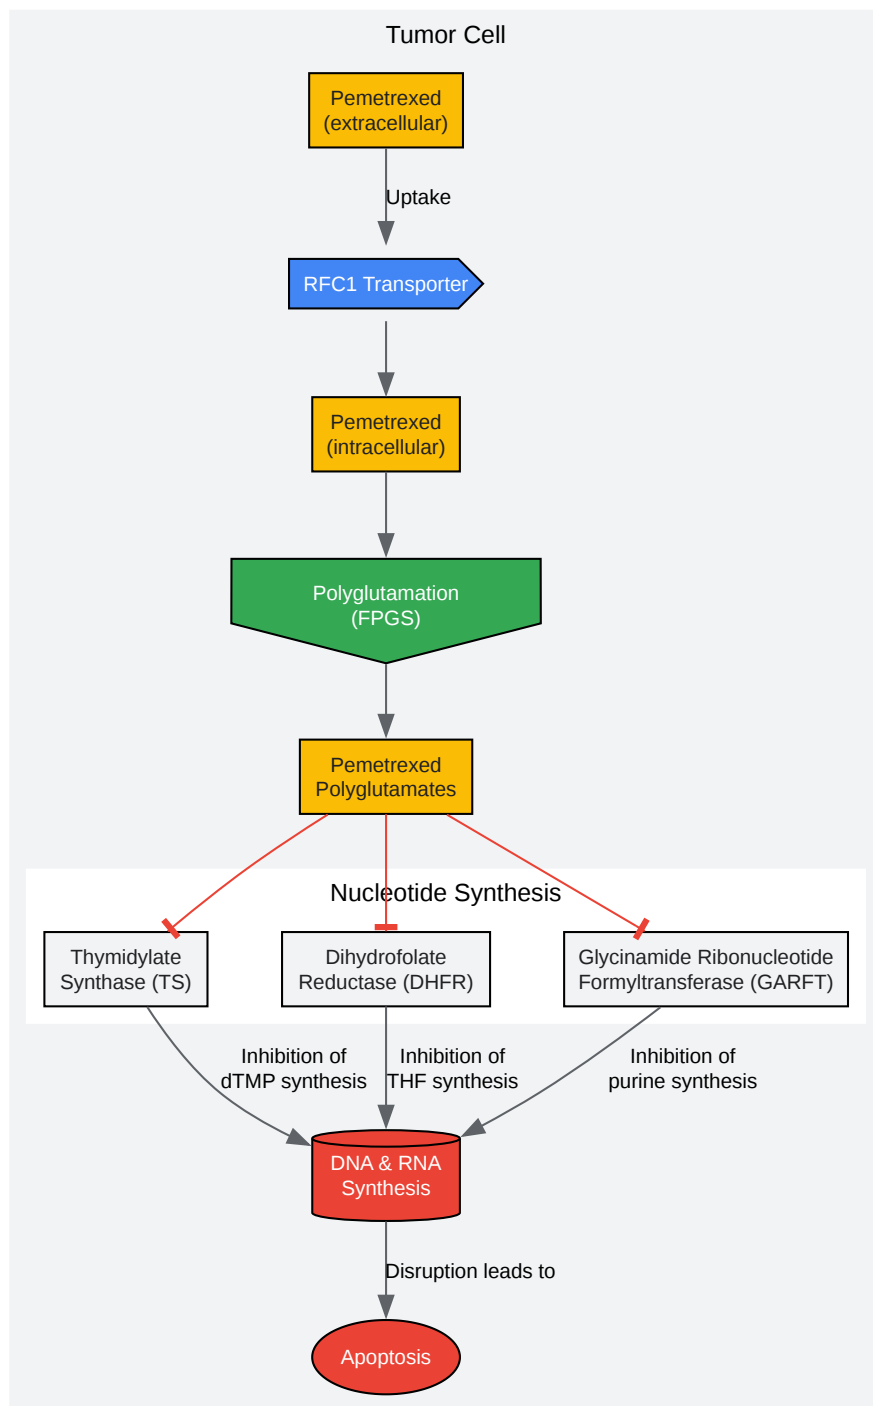 Tumor Cell
Pemetrexed
(extracellular)
Uptake
RFC1 Transporter
Pemetrexed
(intracellular)
Polyglutamation
(FPGS)
Pemetrexed
Polyglutamates
Nucleotide Synthesis
Thymidylate
Synthase (TS)
Dihydrofolate
Reductase (DHFR)
Glycinamide Ribonucleotide
Formyltransferase (GARFT)
Inhibition of
dTMP synthesis
Inhibition of
THF synthesis
Inhibition of
purine synthesis
DNA & RNA
Synthesis
Disruption leads to
Apoptosis